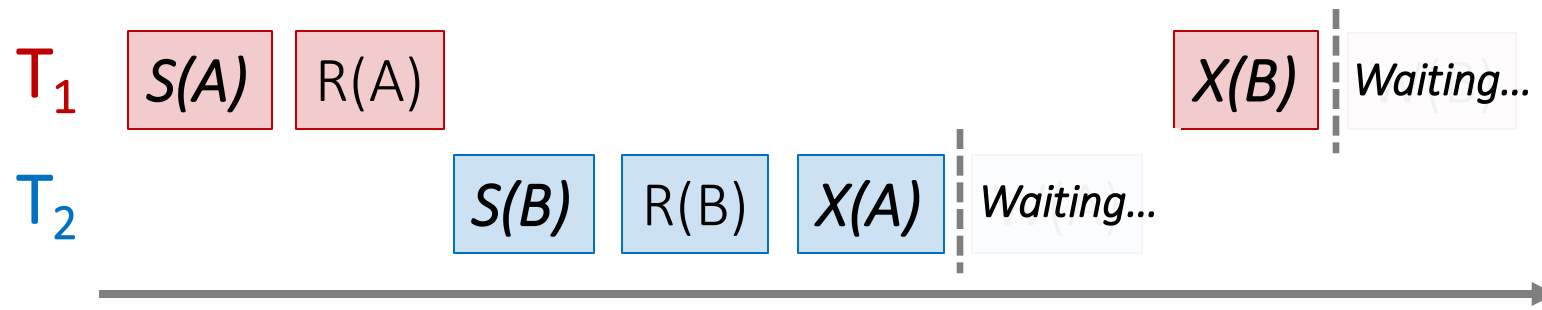 T1 S(A) R(A) X(B) Waiting...
T2 S(B) R(B) X(A) Waiting...